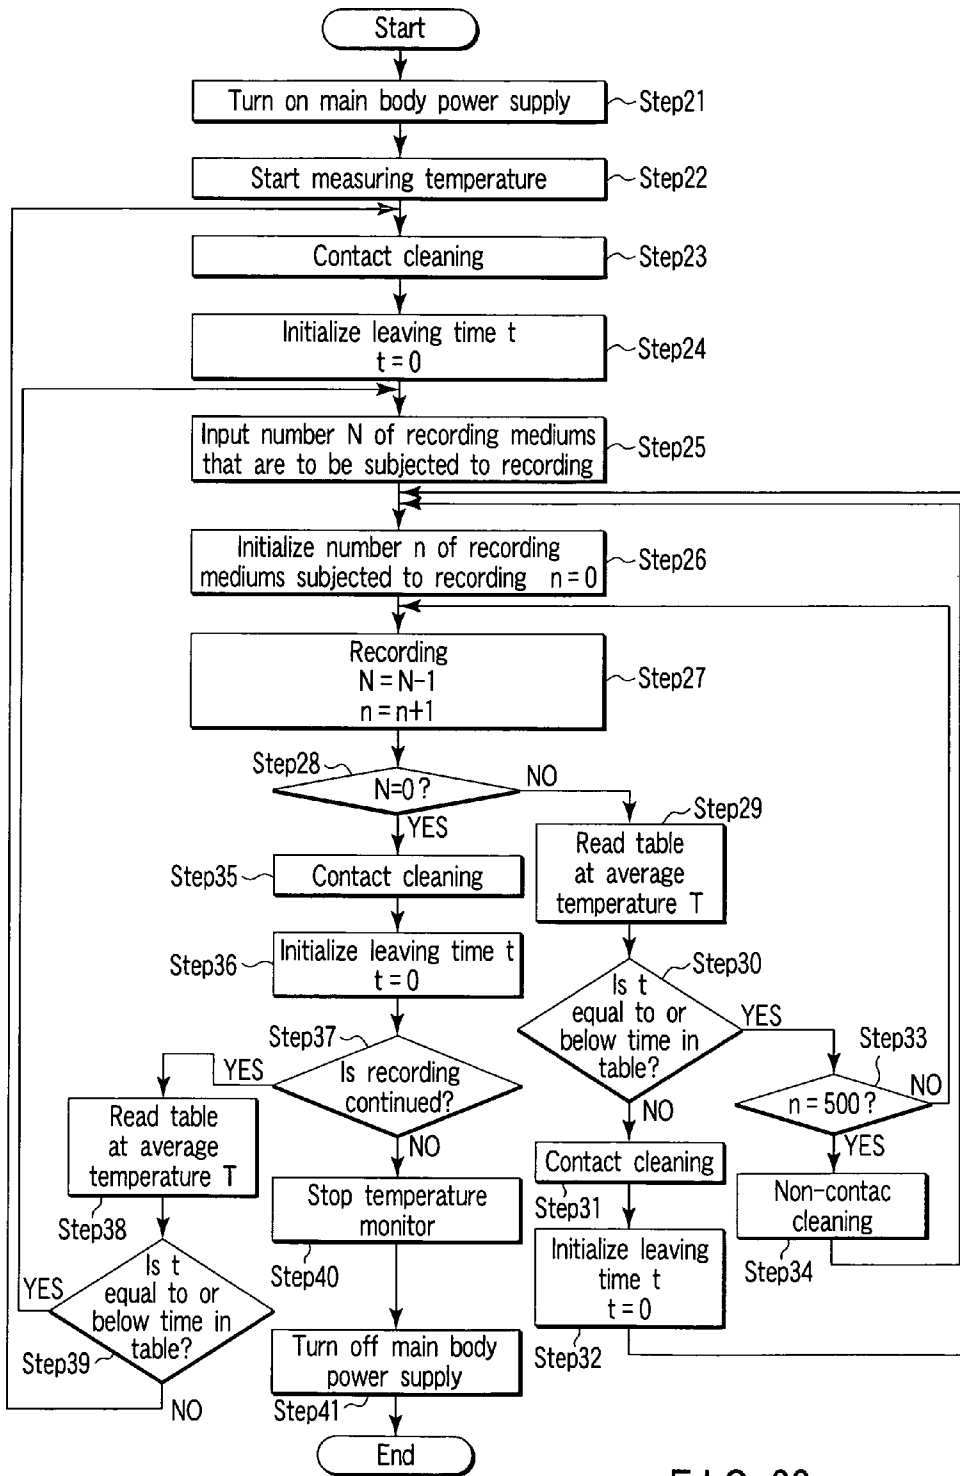 Start
Turn on main body power supply
Step21
Start measuring temperature
Step22
Contact cleaning
Step23
Initialize leaving time t
t=0
Step24
Input number N of recording mediums
that are to be subjected to recording
Step25
Initialize number n of recording
mediums subjected to recording n=0
Step26
Recording
N=N-1
n=n+1
Step27
Step28
N=0?
NO
YES
Step29
Read table
at average
temperature T
Step35
Contact cleaning
Step36
Initialize leaving time t
t=0
Step30
Is t
equal to or
below time in
table?
YES
NO
Step33
n=500?
NO
YES
Step37
Is recording
continued?
YES
NO
Read table
at average
temperature T
Step38
Contact cleaning
Step31
Non-contac
cleaning
Step34
Stop temperature
monitor
Step40
Initialize leaving
time t
t=0
Step32
Is t
equal to or
below time in
table?
YES
Step39
NO
Turn off main body
power supply
Step41
End